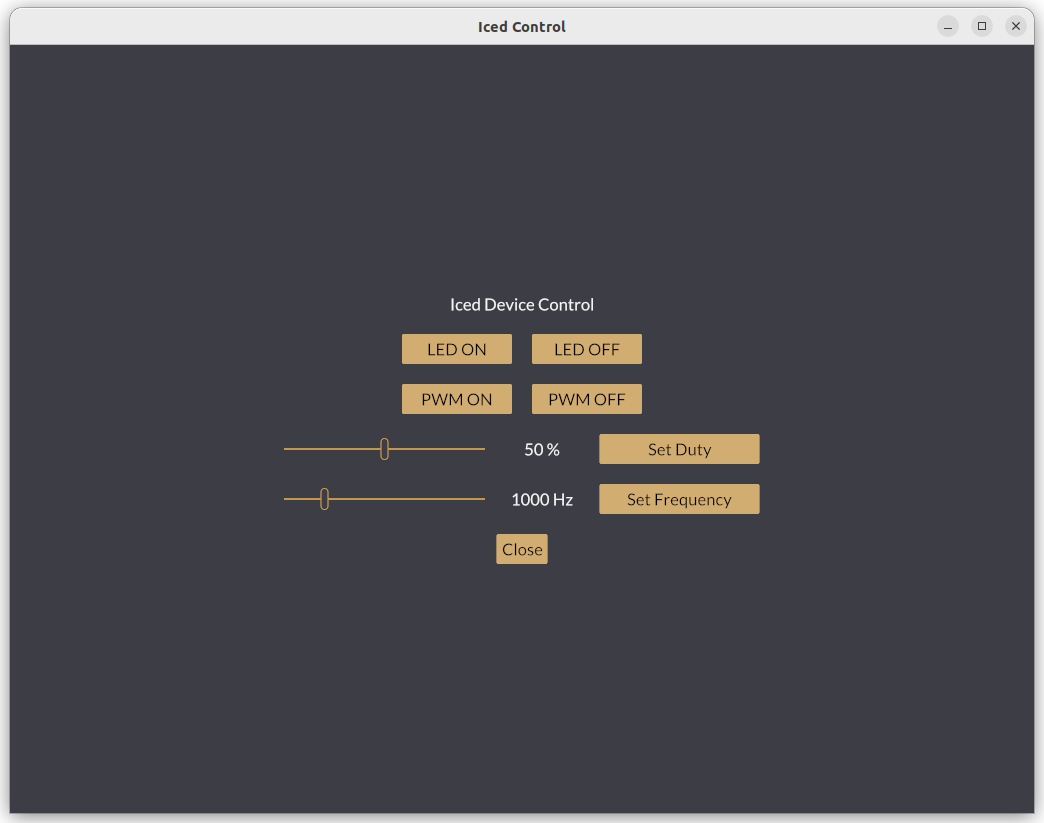 Iced Control
Iced Device Control
LED ON LED OFF
PWM ON PWM OFF
50 % Set Duty
1000 Hz Set Frequency
Close